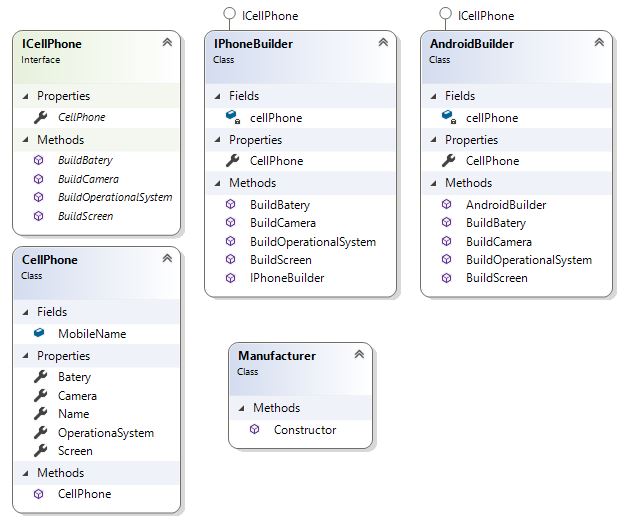 ICellPhone
Interface
Properties
CellPhone
Methods
BuildBatery
BuildCamera
BuildOperationalSystem
BuildScreen
CellPhone
Class
Fields
MobileName
Properties
Batery
Camera
Name
OperationaSystem
Screen
Methods
CellPhone
ICellPhone
IPhoneBuilder
Class
Fields
cellPhone
Properties
CellPhone
Methods
BuildBatery
BuildCamera
BuildOperationalSystem
BuildScreen
IPhoneBuilder
ICellPhone
AndroidBuilder
Class
Fields
cellPhone
Properties
CellPhone
Methods
AndroidBuilder
BuildBatery
BuildCamera
BuildOperationalSystem
BuildScreen
Manufacturer
Class
Methods
Constructor